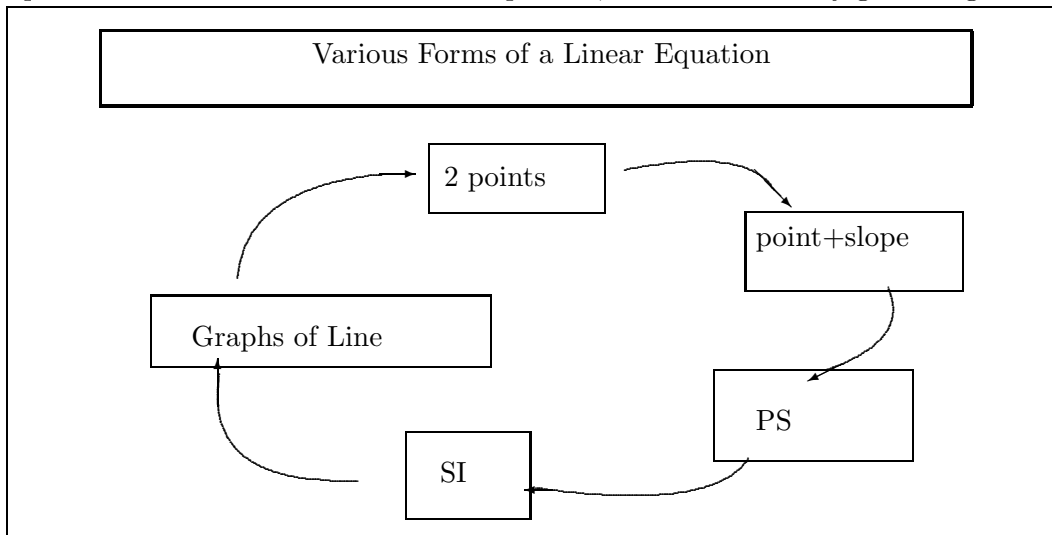 Various Forms of a Linear Equation
2 points
point+slope
Graphs of Line
PS
SI